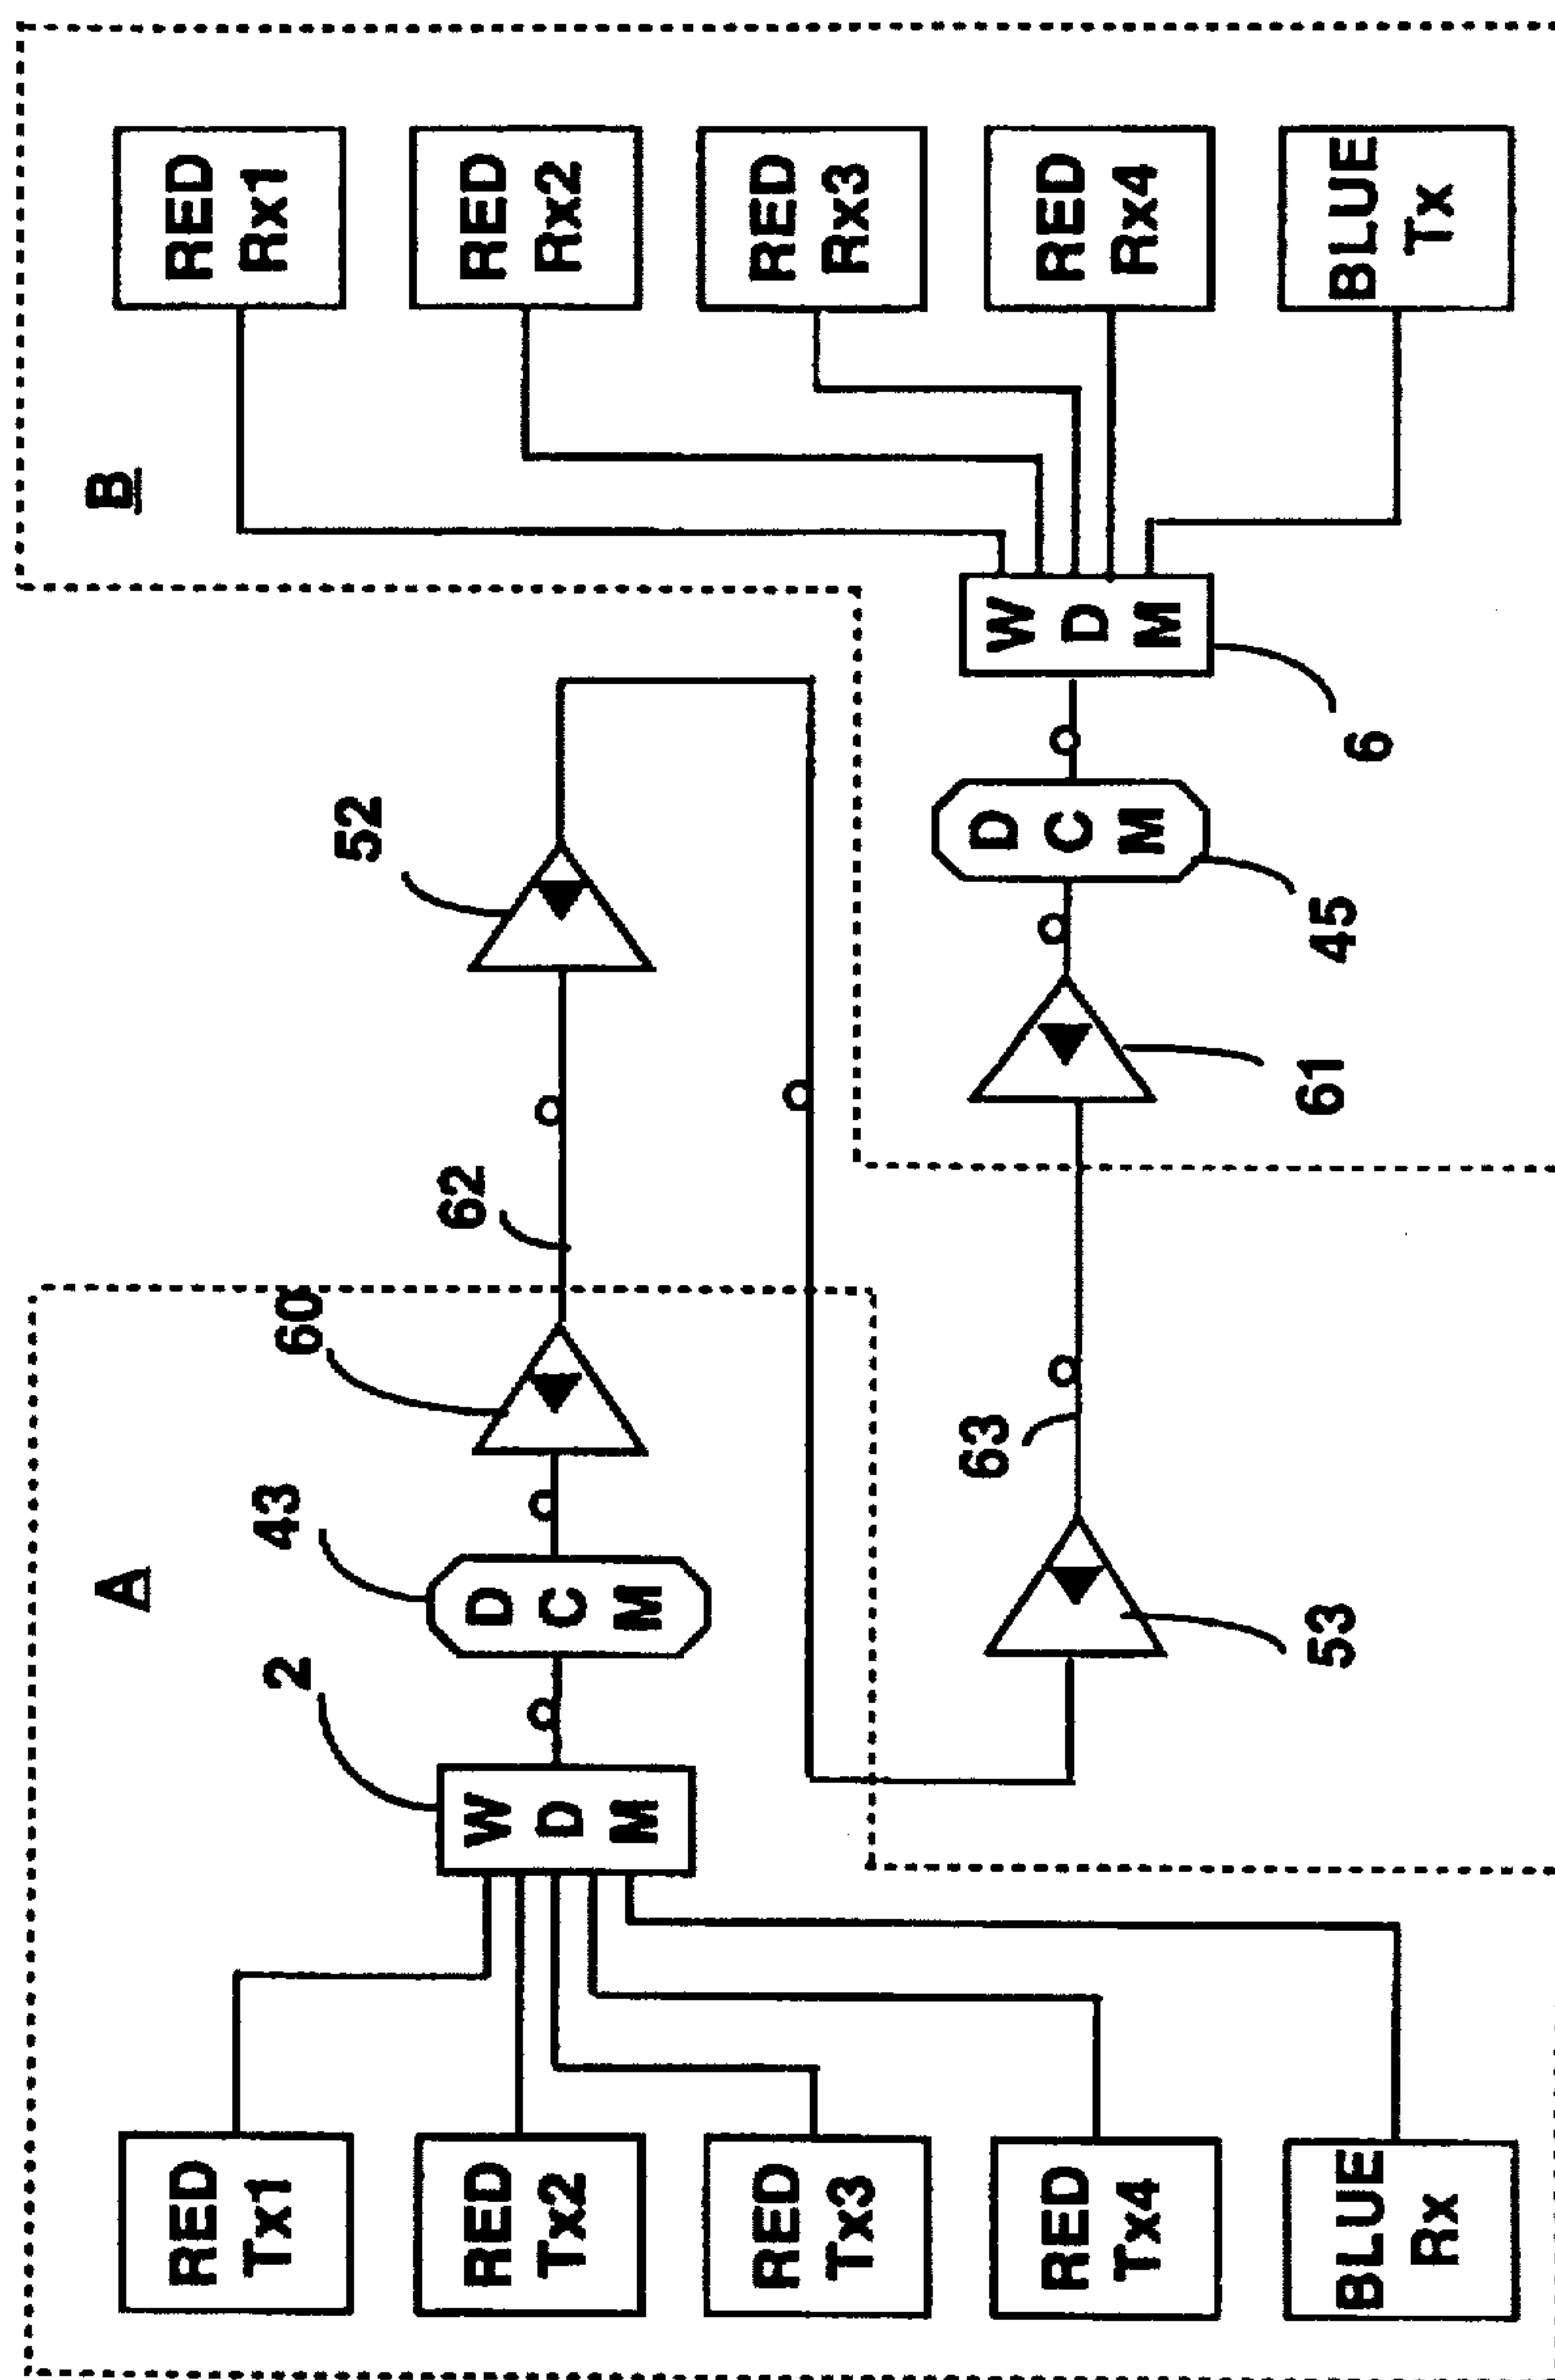 A
B
RED
Tx1
RED
Tx2
RED
Tx3
RED
Tx4
BLUE
Rx
W
D
M
2
D
C
M
43
60
62
52
53
63
61
D
C
M
45
W
D
M
6
RED
Rx1
RED
Rx2
RED
Rx3
RED
Rx4
BLUE
Tx